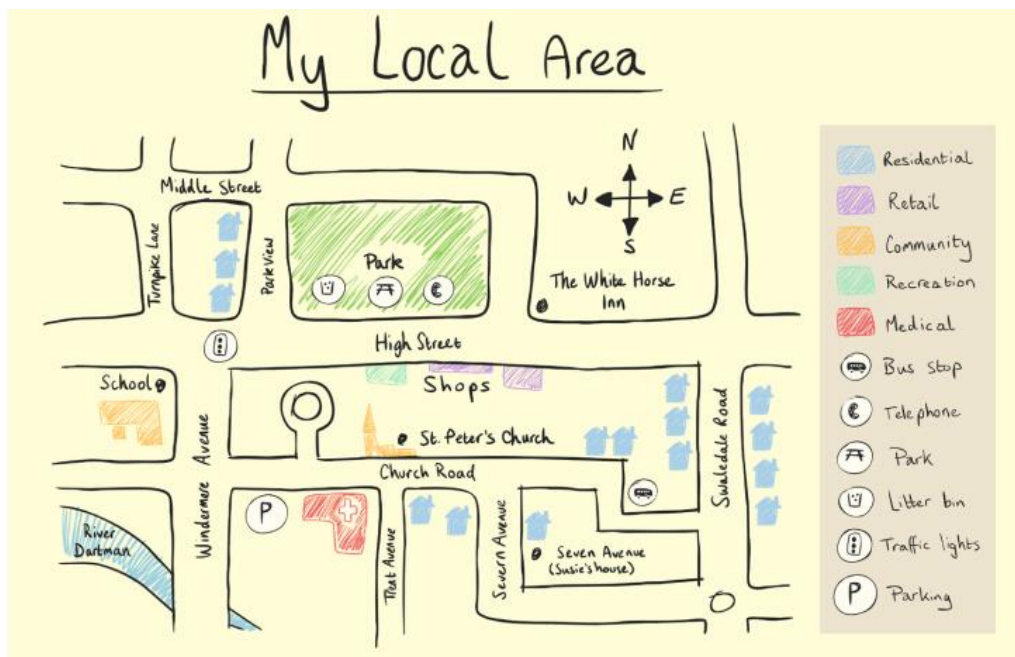 My Local Area
N
W E
S
Middle Street
Turnpike Lane
Park View
Park
The White Horse
Inn
High Street
School
Shops
St. Peter's Church
Church Road
Windermere Avenue
Swaledale Road
River
Dartman
P
Treat Avenue
Severn Avenue
Seven Avenue
(Susie's house)
Residential
Retail
Community
Recreation
Medical
Bus stop
Telephone
Park
Litter bin
Traffic lights
P Parking